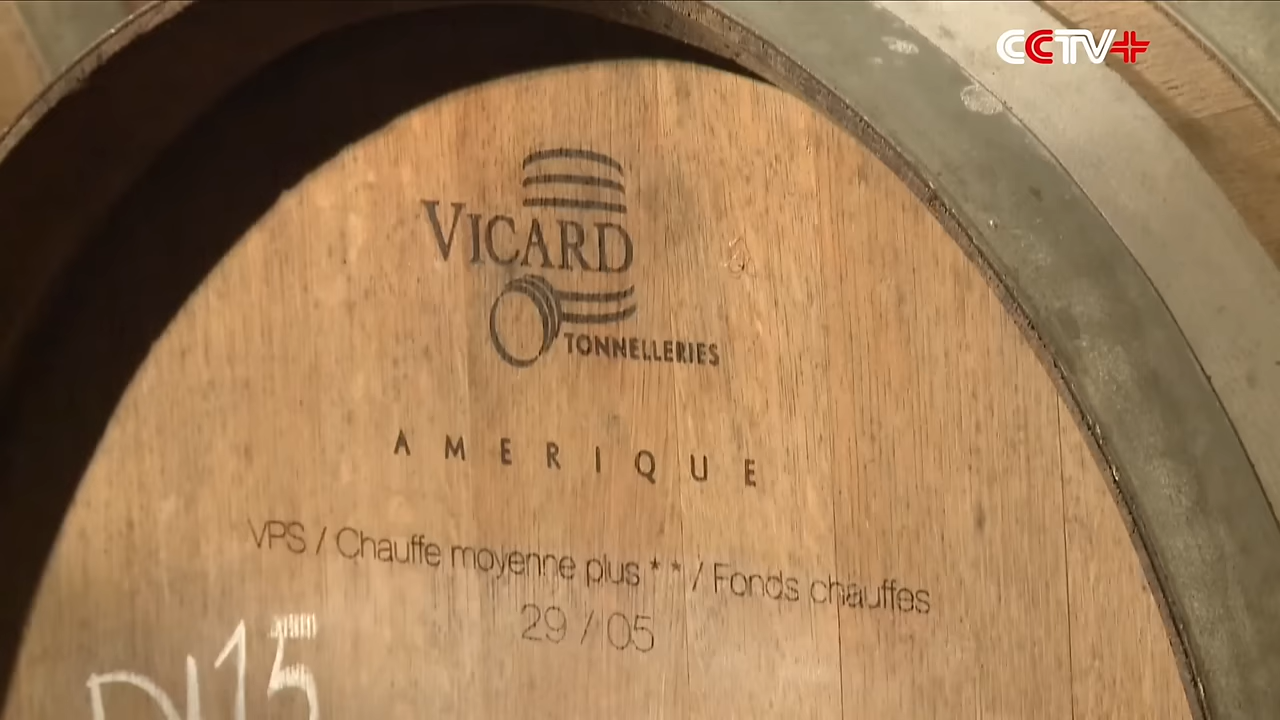 CCTV+
VICARD
TONNELLERIES
AMERIQUE
VPS / Chauffe moyenne plus ** / Fonds chauffes
29 / 05